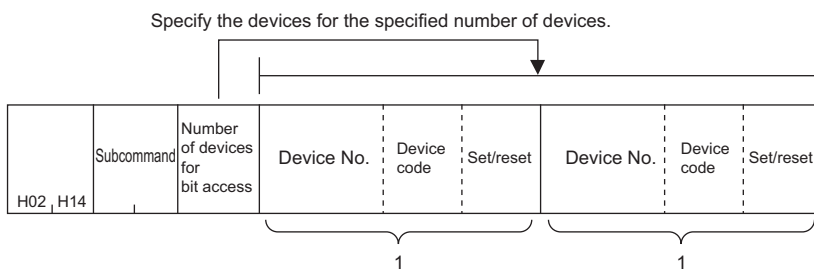 Specify the devices for the specified number of devices.
H02 H14
Subcommand
Number
of devices
for
bit access
Device No.
Device
code
Set/reset
Device No.
Device
code
Set/reset
1
1